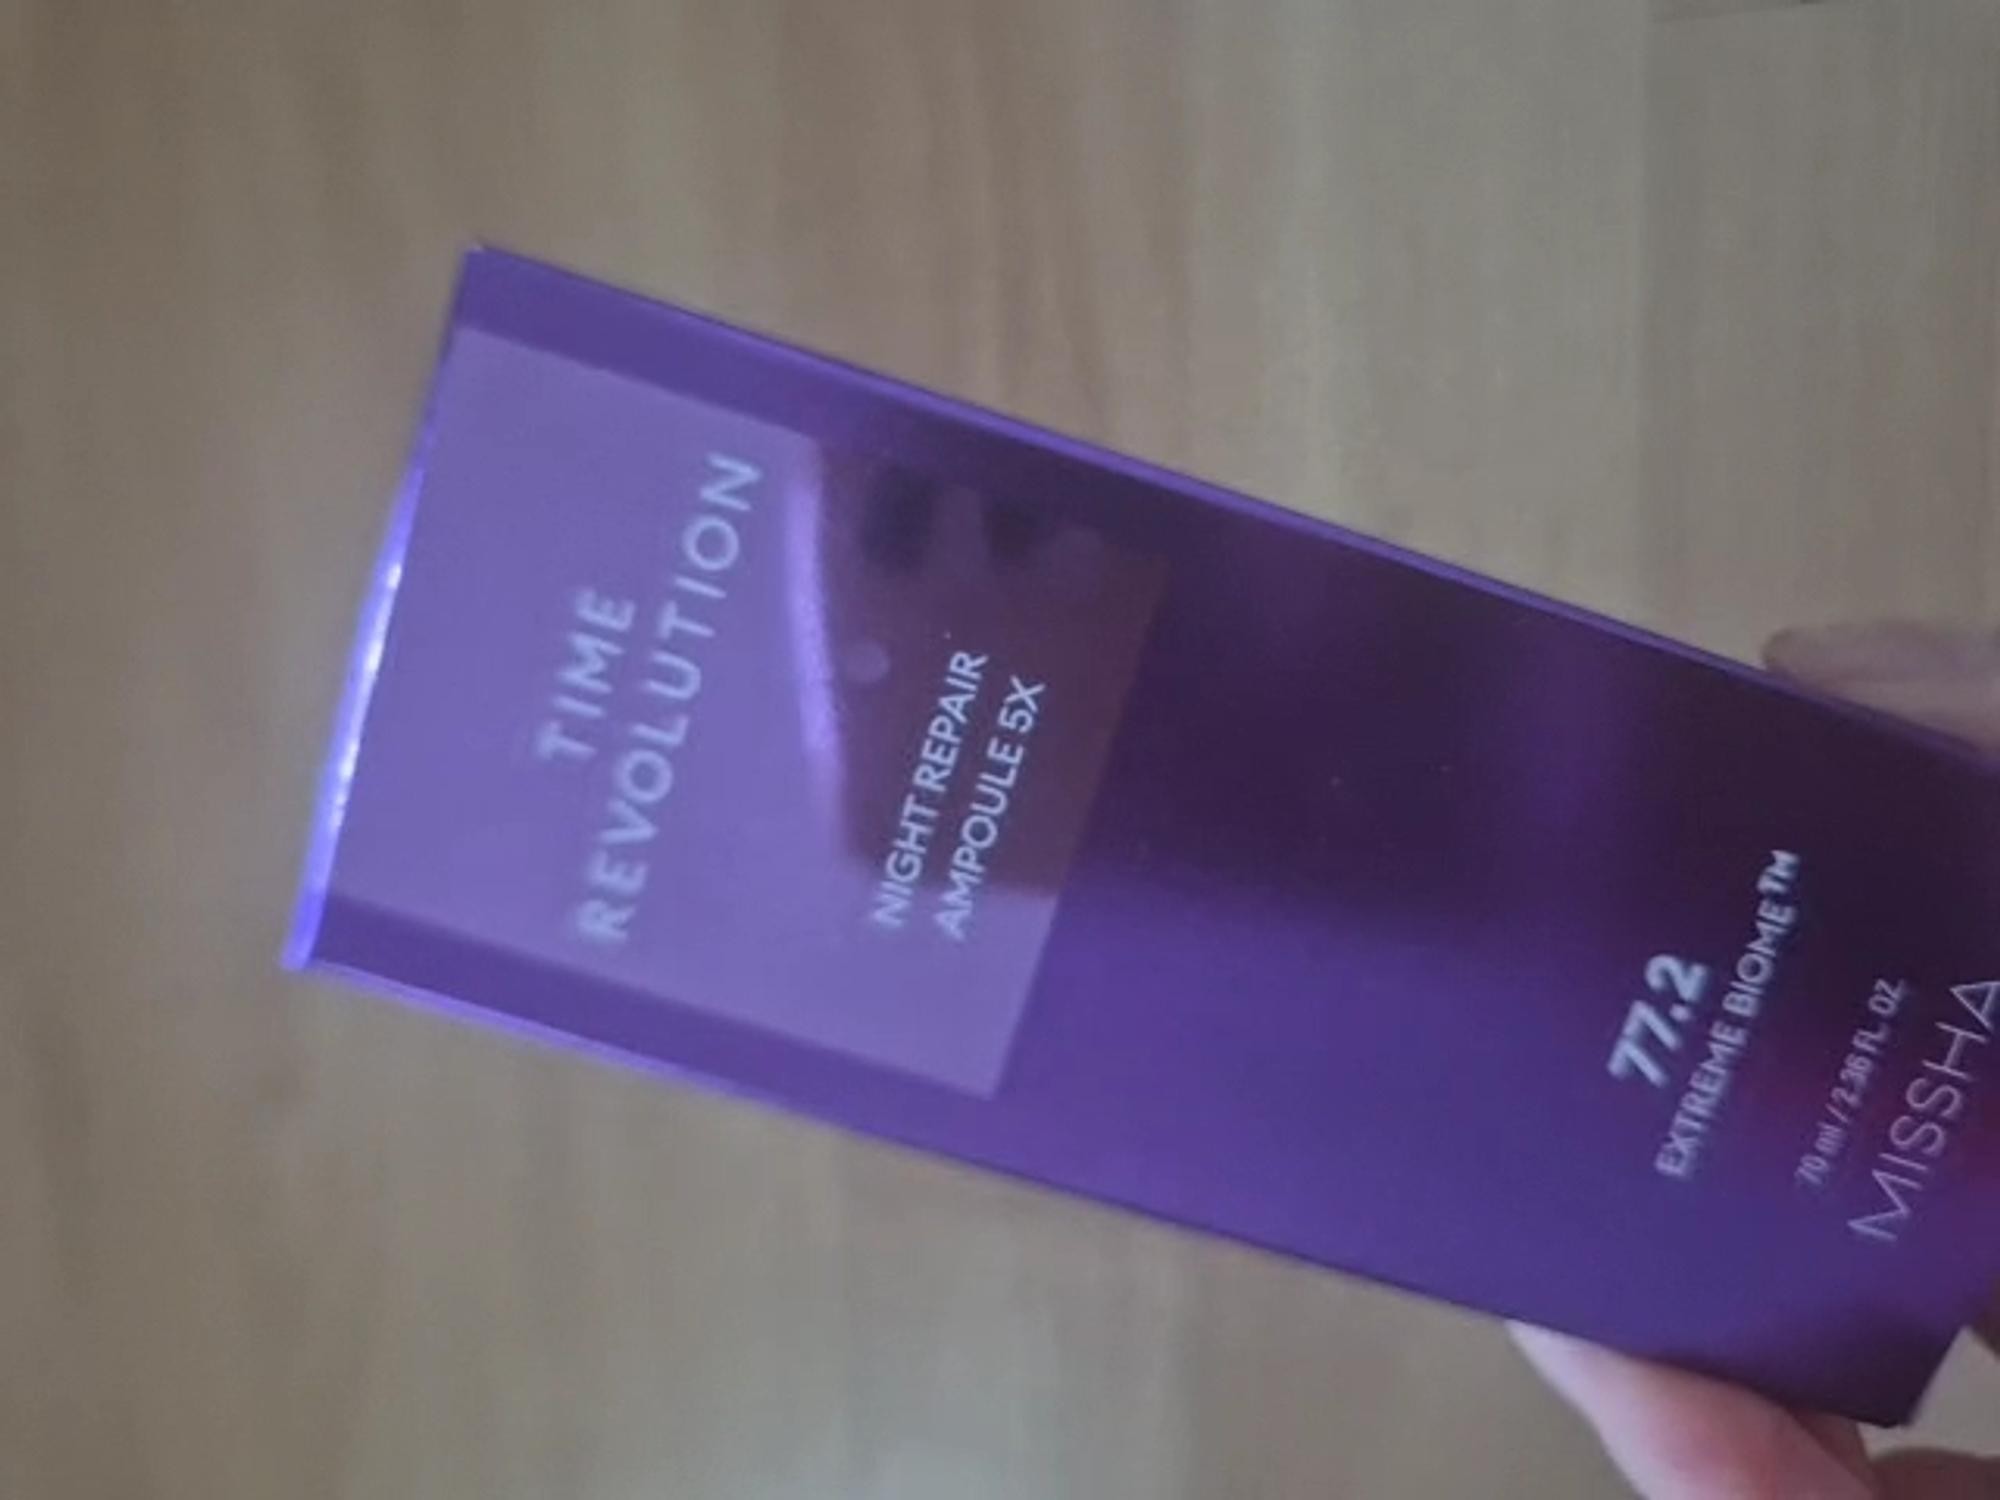 TIME
REVOLUTION
NIGHT REPAIR
AMPOULE 5X
77.2
EXTREME BIOME™
70 ml / 2.36 FL. OZ.
MISSHA